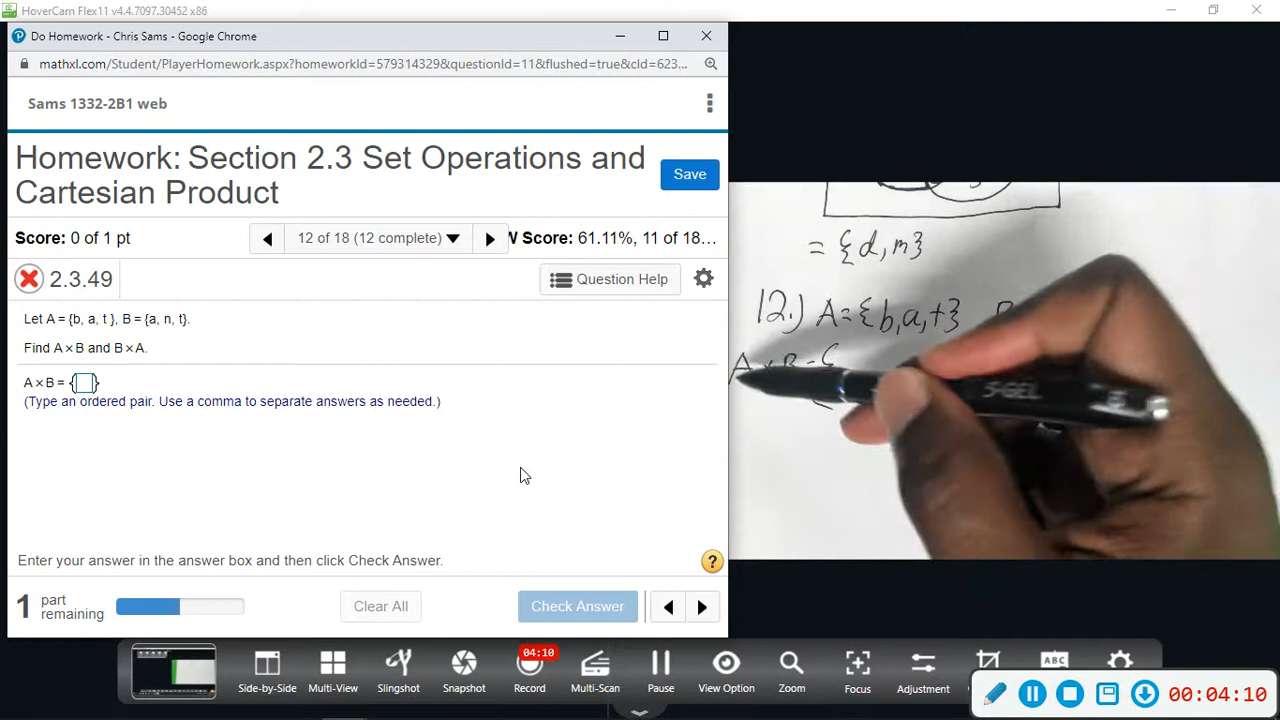 HoverCam Flex11 v4.4.7097.30452 x86
Do Homework - Chris Sams - Google Chrome
mathxl.com/Student/PlayerHomework.aspx?homeworkId=579314329&questionId=11&flushed=true&cId=623...
Sams 1332-2B1 web
Homework: Section 2.3 Set Operations and
Cartesian Product
Save
Score: 0 of 1 pt
12 of 18 (12 complete)
W Score: 61.11%, 11 of 18...
2.3.49
Question Help
Let A = {b, a, t }, B = {a, n, t}.
Find A × B and B × A.
A × B = { }
(Type an ordered pair. Use a comma to separate answers as needed.)
Enter your answer in the answer box and then click Check Answer.
?
1 part
remaining
Clear All
Check Answer
= {d, m}
12.) A = {b, a, t}
A × B = {
S·GEL
04:10
Side-by-Side
Multi-View
Slingshot
Snapshot
Record
Multi-Scan
Pause
View Option
Zoom
Focus
Adjustment
ABC
00:04:10